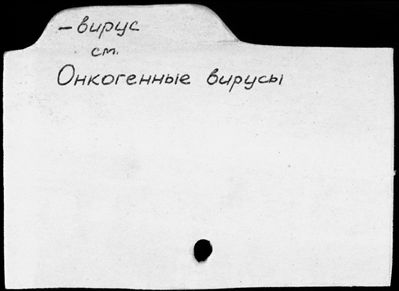 – вирус
см.
Онкогенные вирусы